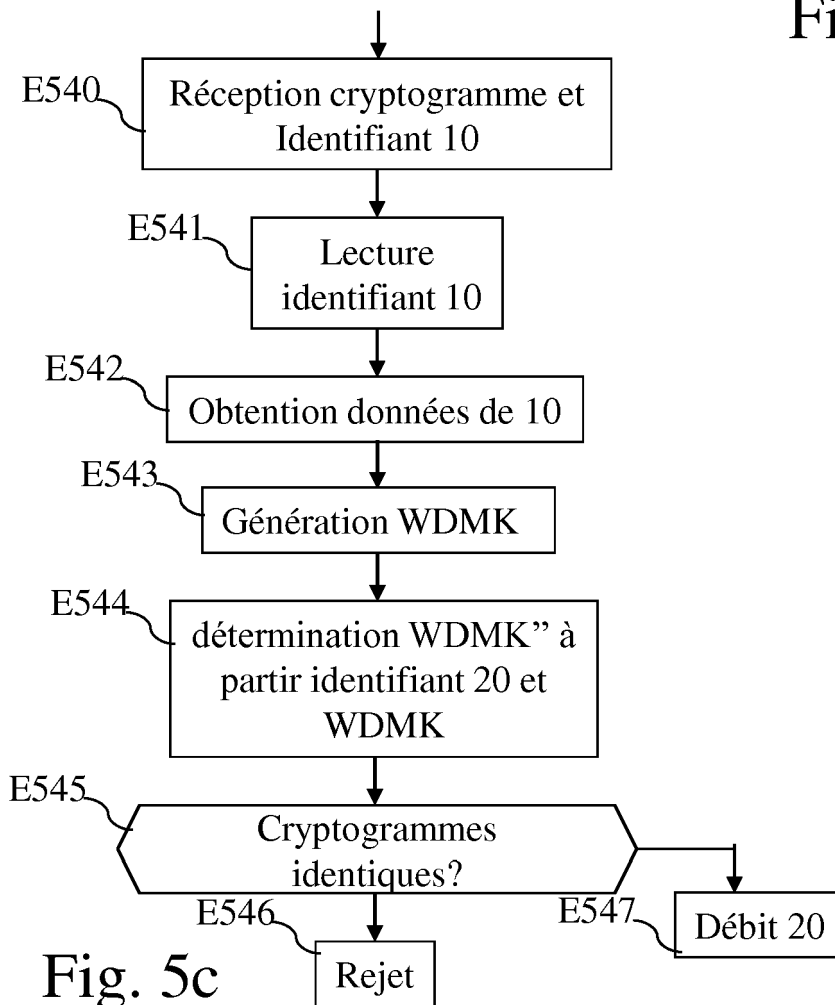 Fi
E540
Réception cryptogramme et
Identifiant 10
E541
Lecture
identifiant 10
E542
Obtention données de 10
E543
Génération WDMK
E544
détermination WDMK” à
partir identifiant 20 et
WDMK
E545
Cryptogrammes
identiques?
E546
Rejet
E547
Débit 20
Fig. 5c